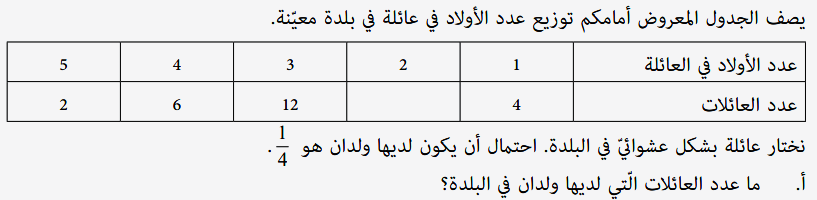 يصف الجدول المعروض أمامكم توزيع عدد الأولاد في عائلة في بلدة معيّنة.
عدد الأولاد في العائلة 1 2 3 4 5
عدد العائلات 4 12 6 2
نختار عائلة بشكل عشوائيّ في البلدة. احتمال أن يكون لديها ولدان هو 1/4.
أ. ما عدد العائلات الّتي لديها ولدان في البلدة؟